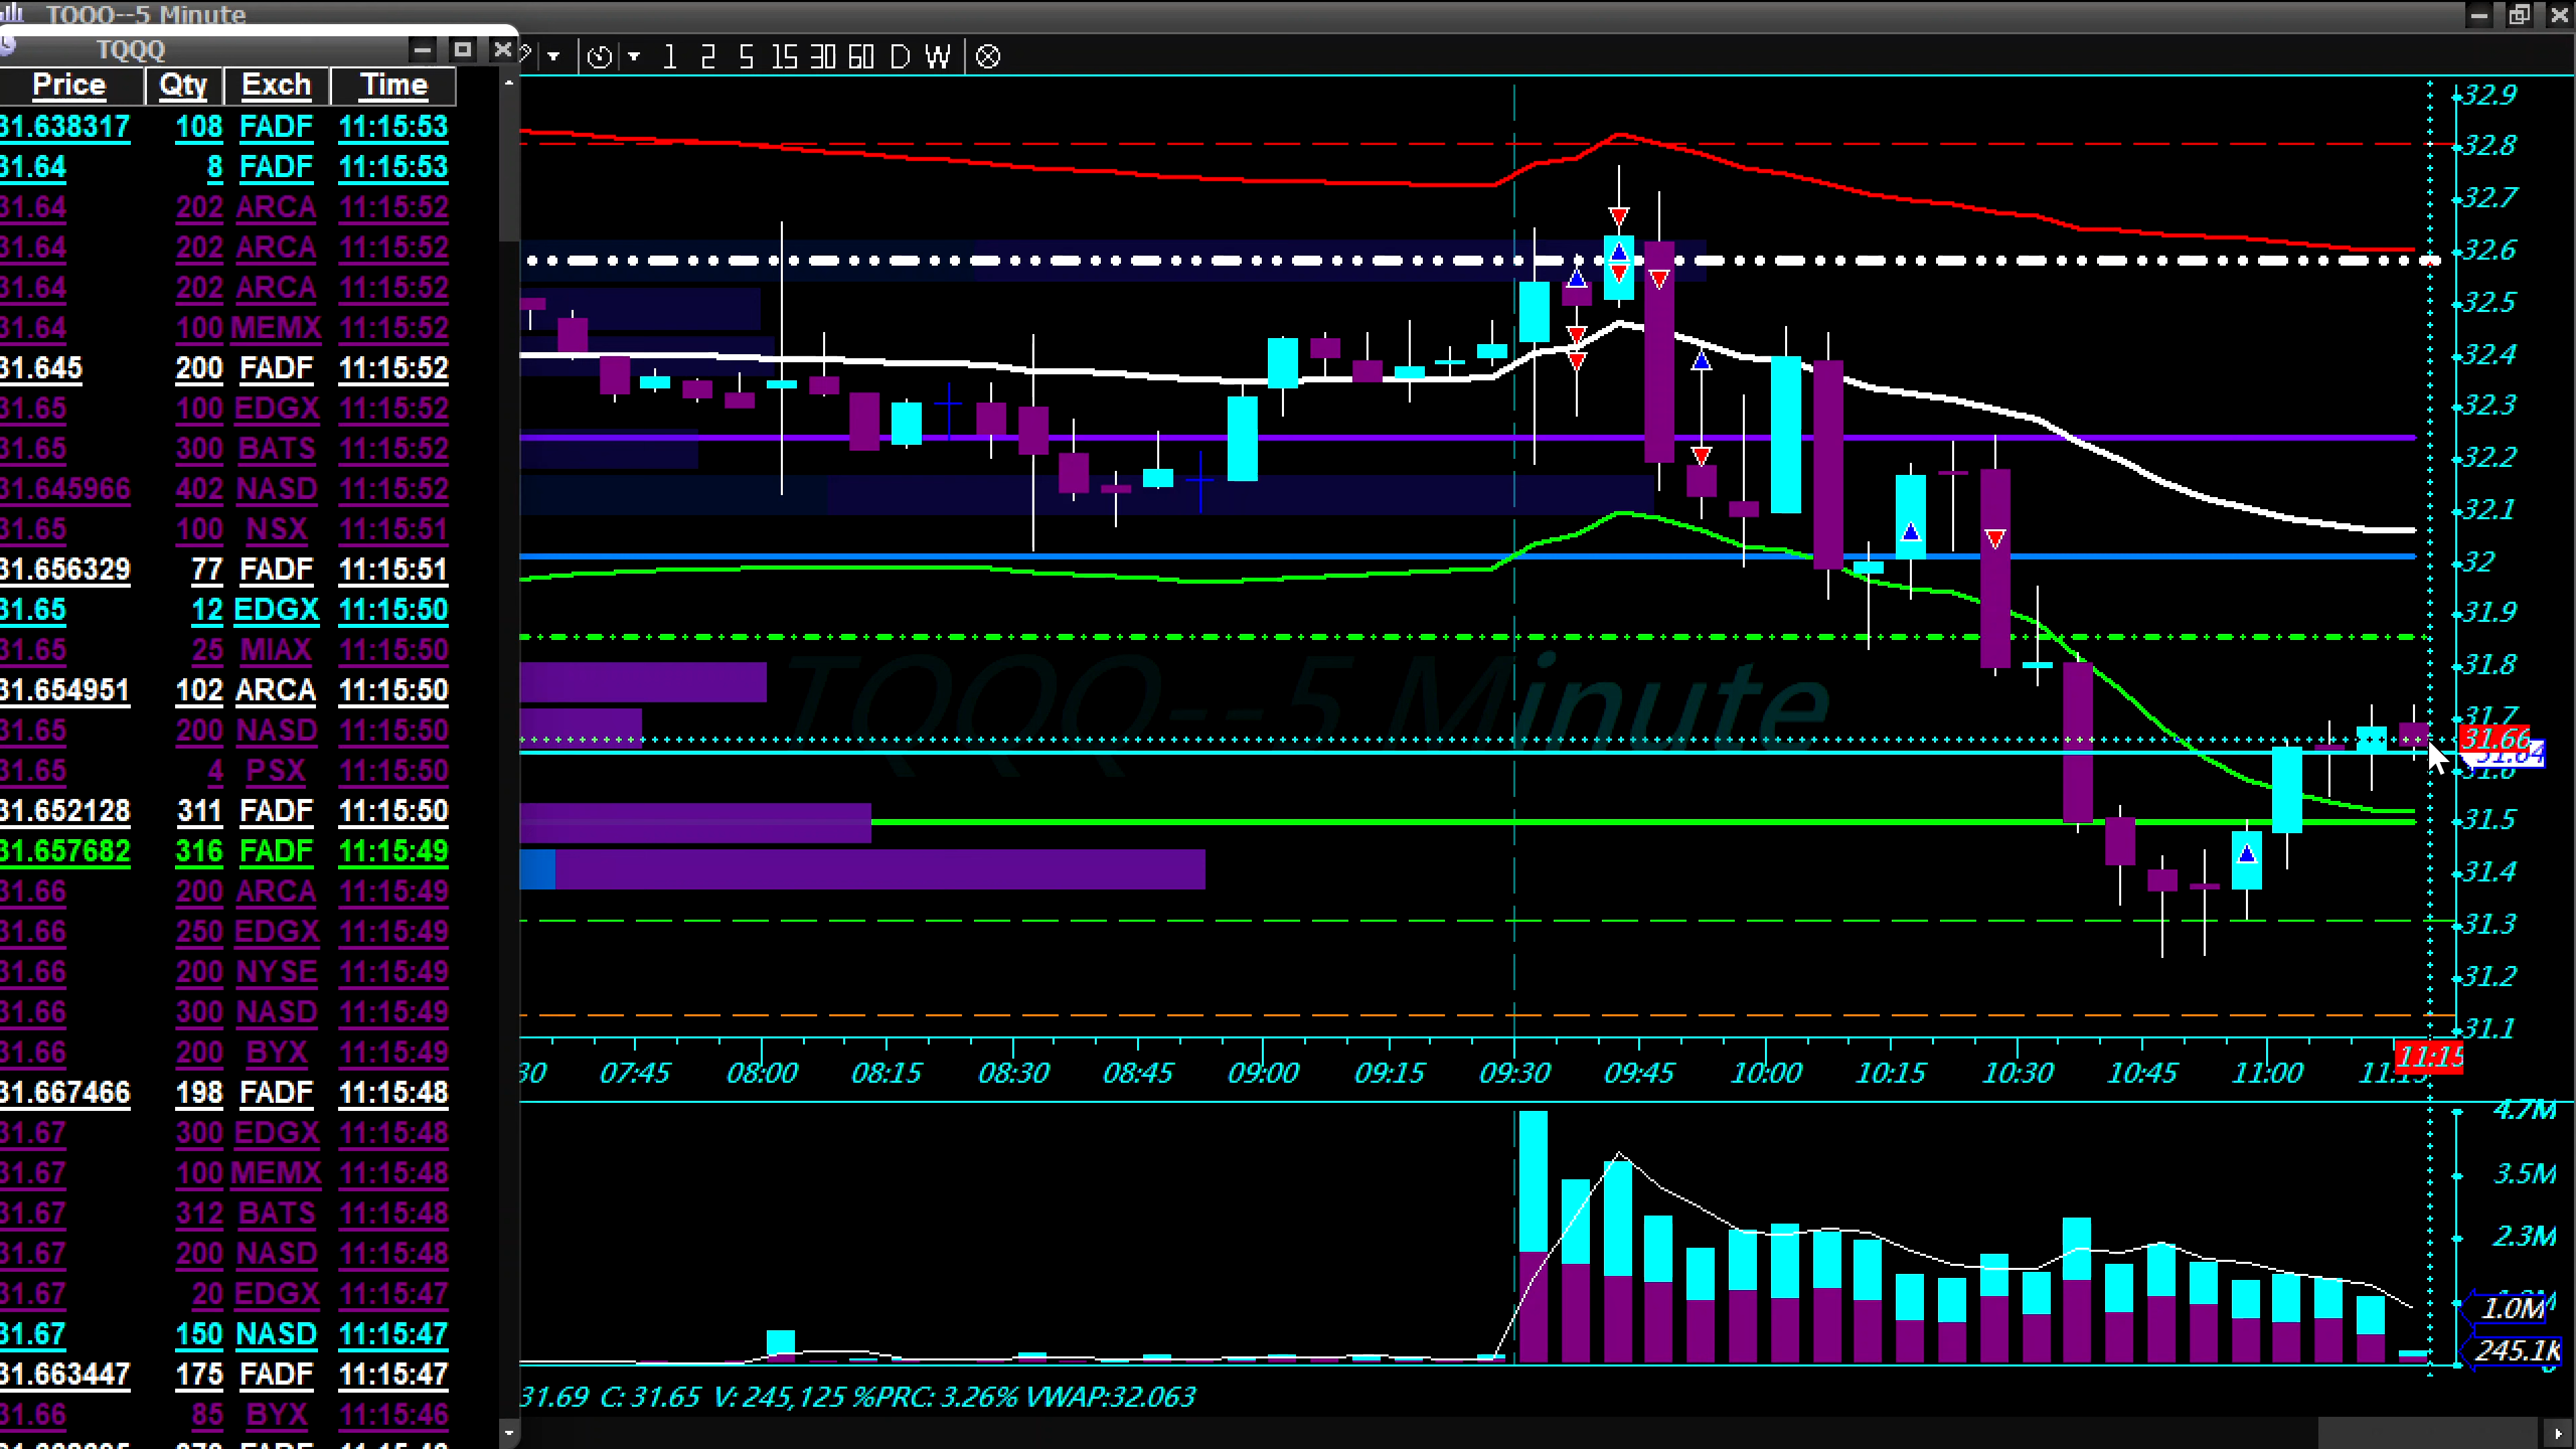 TQQQ--5 Minute
TQQQ
1 2 5 15 30 60 D W
Price Qty Exch Time
31.638317 108 FADF 11:15:53
31.64 8 FADF 11:15:53
31.64 202 ARCA 11:15:52
31.64 202 ARCA 11:15:52
31.64 202 ARCA 11:15:52
31.64 100 MEMX 11:15:52
31.645 200 FADF 11:15:52
31.65 100 EDGX 11:15:52
31.65 300 BATS 11:15:52
31.645966 402 NASD 11:15:52
31.65 100 NSX 11:15:51
31.656329 77 FADF 11:15:51
31.65 12 EDGX 11:15:50
31.65 25 MIAX 11:15:50
31.654951 102 ARCA 11:15:50
31.65 200 NASD 11:15:50
31.65 4 PSX 11:15:50
31.652128 311 FADF 11:15:50
31.657682 316 FADF 11:15:49
31.66 200 ARCA 11:15:49
31.66 250 EDGX 11:15:49
31.66 200 NYSE 11:15:49
31.66 300 NASD 11:15:49
31.66 200 BYX 11:15:49
31.667466 198 FADF 11:15:48
31.67 300 EDGX 11:15:48
31.67 100 MEMX 11:15:48
31.67 312 BATS 11:15:48
31.67 200 NASD 11:15:48
31.67 20 EDGX 11:15:47
31.67 150 NASD 11:15:47
31.663447 175 FADF 11:15:47
31.66 85 BYX 11:15:46
TQQQ--5 Minute
32.9
32.8
32.7
32.6
32.5
32.4
32.3
32.2
32.1
32
31.9
31.8
31.7
31.66
31.64
31.6
31.5
31.4
31.3
31.2
31.1
30 07:45 08:00 08:15 08:30 08:45 09:00 09:15 09:30 09:45 10:00 10:15 10:30 10:45 11:00 11:15 11:15
4.7M
3.5M
2.3M
1.0M
245.1K
31.69 C: 31.65 V: 245,125 %PRC: 3.26% VWAP:32.063